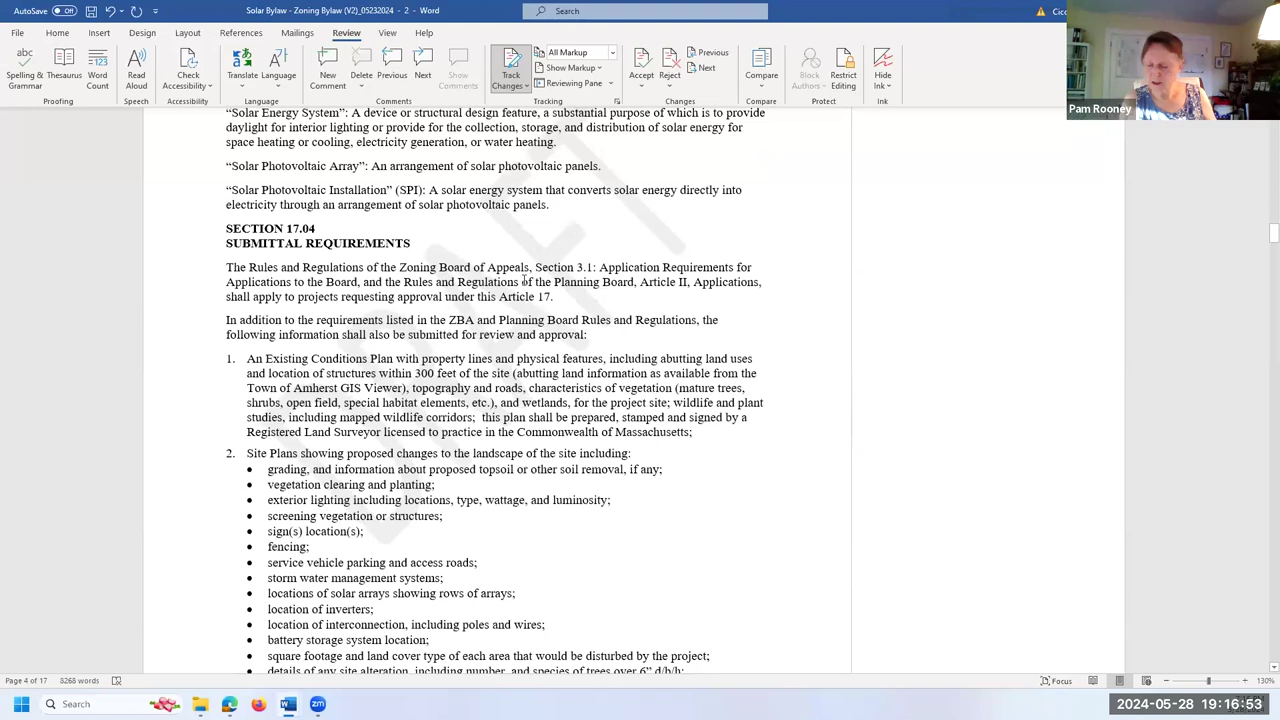 AutoSave Off
Solar Bylaw - Zoning Bylaw (V2)_05232024 - 2 - Word
Search
Cicc
File Home Insert Design Layout References Mailings Review View Help
Spelling & Grammar
Thesaurus
Word Count
Read Aloud
Check Accessibility
Translate
Language
New Comment
Delete
Previous
Next
Show Comments
Track Changes
All Markup
Show Markup
Reviewing Pane
Accept
Reject
Previous
Next
Compare
Block Authors
Restrict Editing
Hide Ink
Proofing Speech Accessibility Language Comments Tracking Changes Compare Protect Ink
Pam Rooney
DRAFT
“Solar Energy System”: A device or structural design feature, a substantial purpose of which is to provide
daylight for interior lighting or provide for the collection, storage, and distribution of solar energy for
space heating or cooling, electricity generation, or water heating.
“Solar Photovoltaic Array”: An arrangement of solar photovoltaic panels.
“Solar Photovoltaic Installation” (SPI): A solar energy system that converts solar energy directly into
electricity through an arrangement of solar photovoltaic panels.
SECTION 17.04
SUBMITTAL REQUIREMENTS
The Rules and Regulations of the Zoning Board of Appeals, Section 3.1: Application Requirements for
Applications to the Board, and the Rules and Regulations of the Planning Board, Article II, Applications,
shall apply to projects requesting approval under this Article 17.
In addition to the requirements listed in the ZBA and Planning Board Rules and Regulations, the
following information shall also be submitted for review and approval:
1. An Existing Conditions Plan with property lines and physical features, including abutting land uses
and location of structures within 300 feet of the site (abutting land information as available from the
Town of Amherst GIS Viewer), topography and roads, characteristics of vegetation (mature trees,
shrubs, open field, special habitat elements, etc.), and wetlands, for the project site; wildlife and plant
studies, including mapped wildlife corridors; this plan shall be prepared, stamped and signed by a
Registered Land Surveyor licensed to practice in the Commonwealth of Massachusetts;
2. Site Plans showing proposed changes to the landscape of the site including:
• grading, and information about proposed topsoil or other soil removal, if any;
• vegetation clearing and planting;
• exterior lighting including locations, type, wattage, and luminosity;
• screening vegetation or structures;
• sign(s) location(s);
• fencing;
• service vehicle parking and access roads;
• storm water management systems;
• locations of solar arrays showing rows of arrays;
• location of inverters;
• location of interconnection, including poles and wires;
• battery storage system location;
• square footage and land cover type of each area that would be disturbed by the project;
• details of any site alteration, including number, and species of trees over 6” d/b/h;
Page 4 of 17 8268 words
Focus
130%
Search
2024-05-28 19:16:53